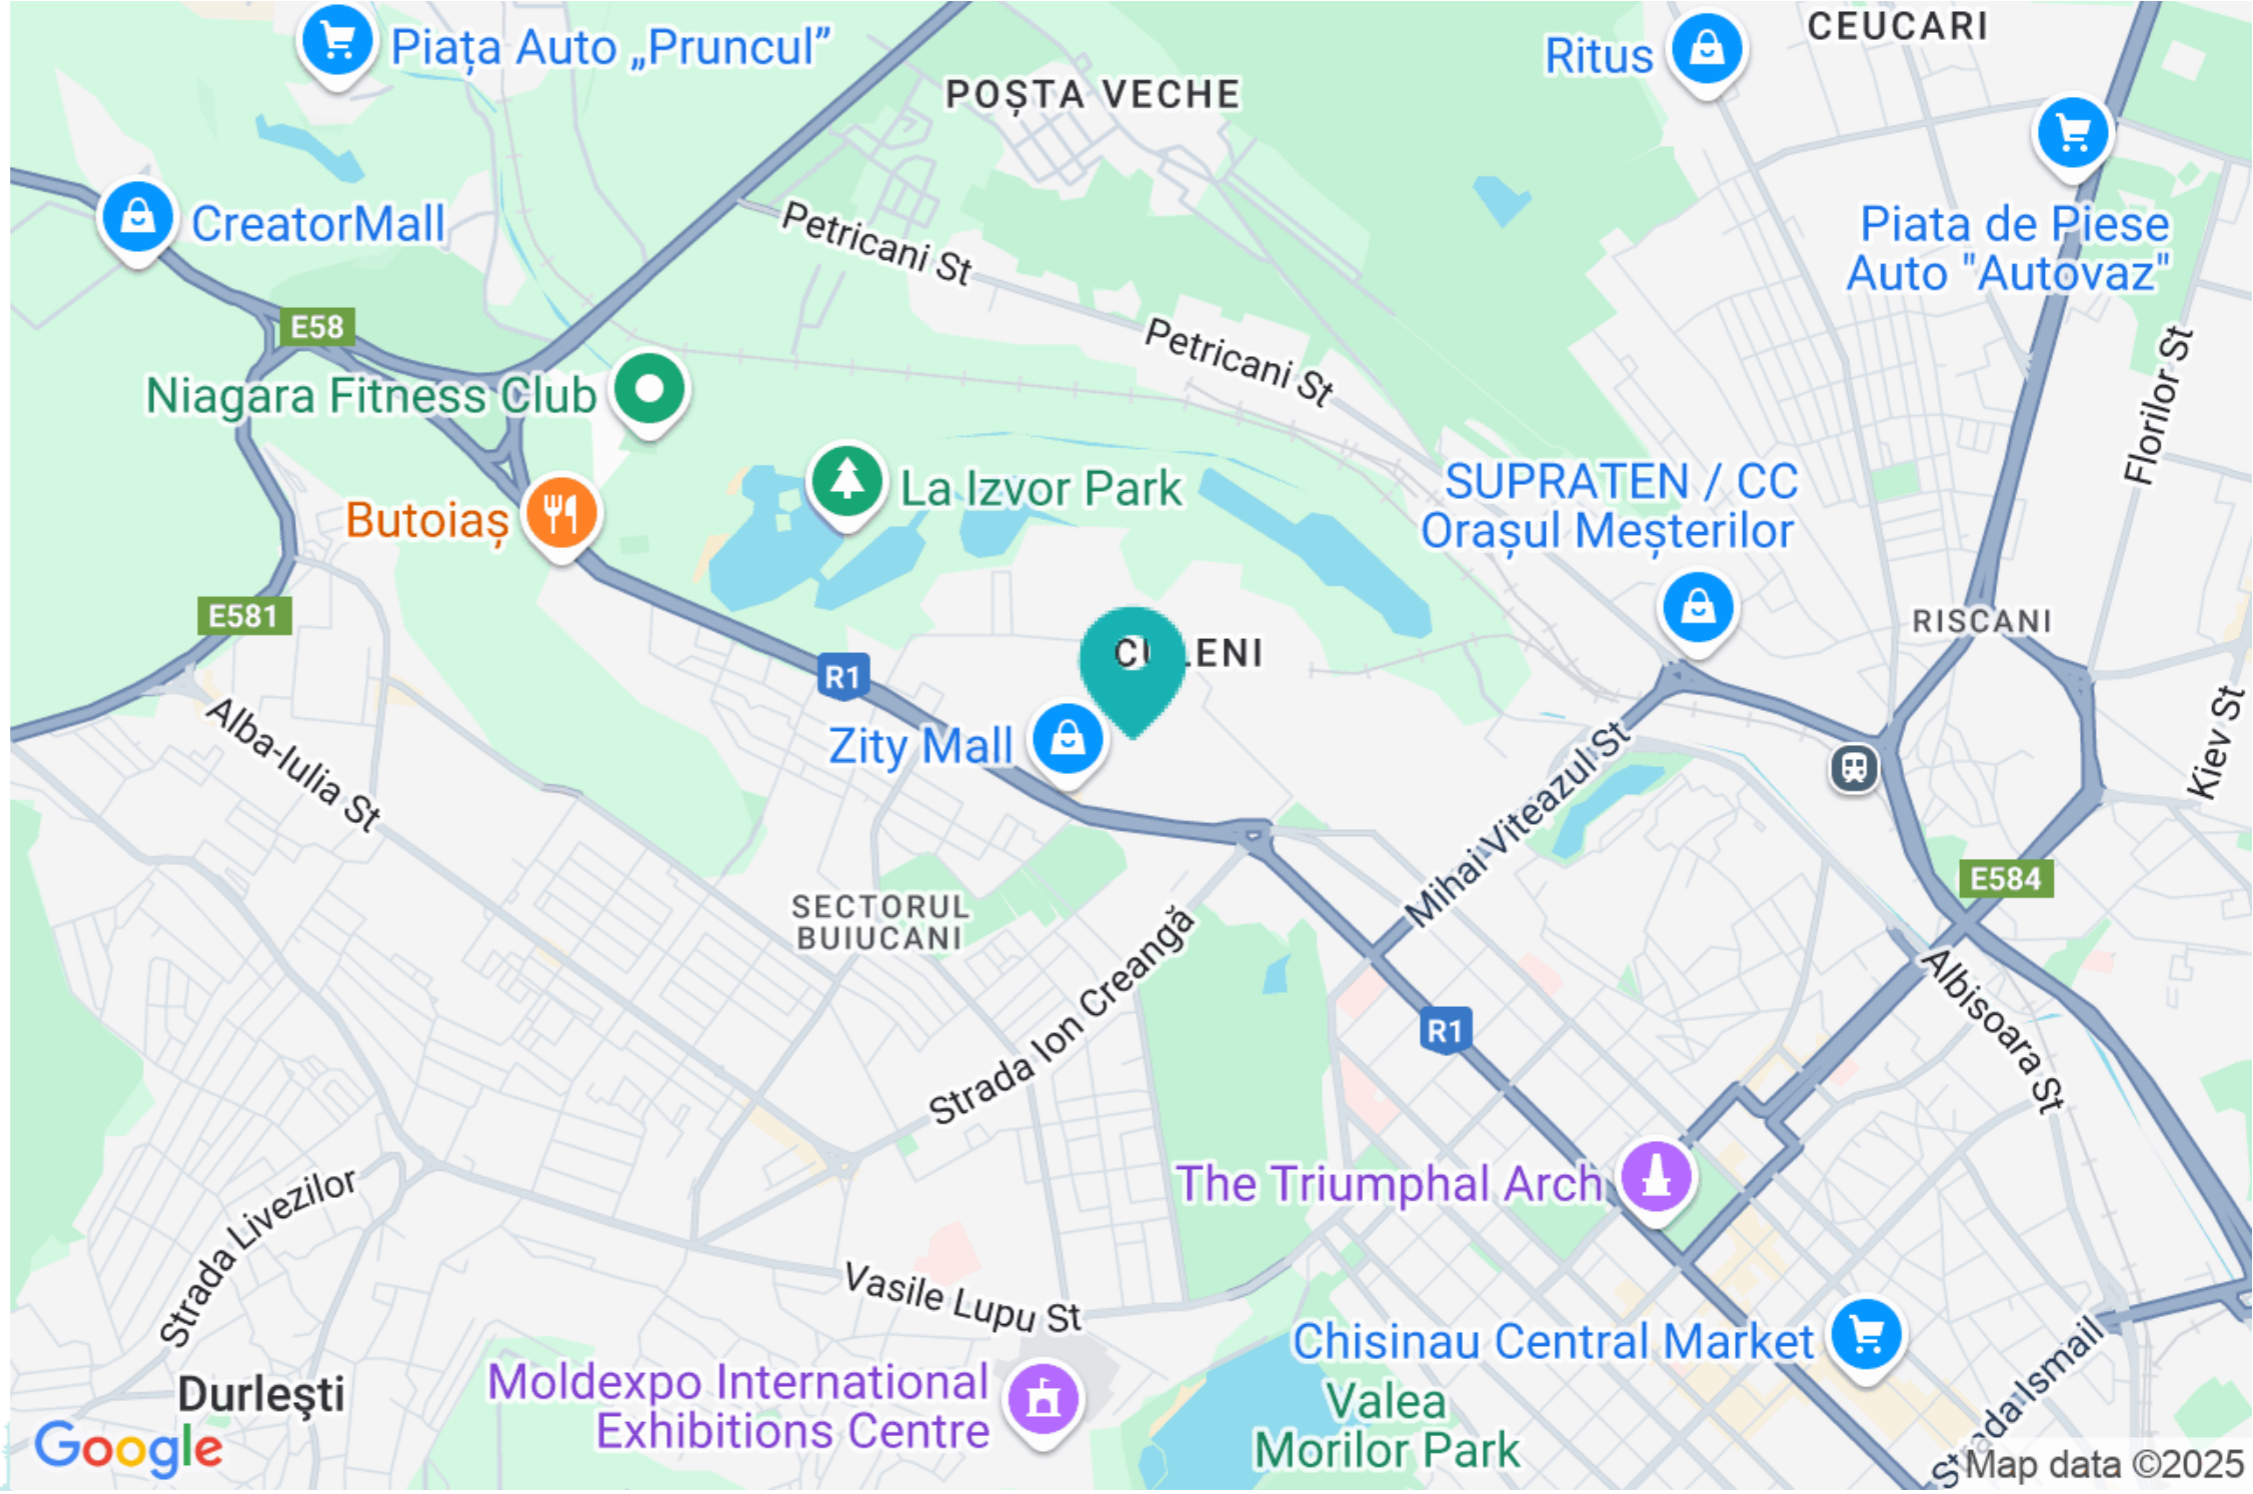 Piața Auto „Pruncul”
POȘTA VECHE
Ritus
CEUCARI
CreatorMall
Petricani St
Piata de Piese
Auto "Autovaz"
E58
Petricani St
Florilor St
Niagara Fitness Club
La Izvor Park
SUPRATEN / CC
Orașul Meșterilor
Butoiaș
E581
RISCANI
R1
Alba-Iulia St
Zity Mall
Mihai Viteazul St
Kiev St
E584
SECTORUL
BUIUCANI
Strada Ion Creangă
R1
Albisoara St
The Triumphal Arch
Strada Livezilor
Vasile Lupu St
Chisinau Central Market
Strada Ismail
Durleşti
Moldexpo International
Exhibitions Centre
Valea
Morilor Park
Google
Map data ©2025